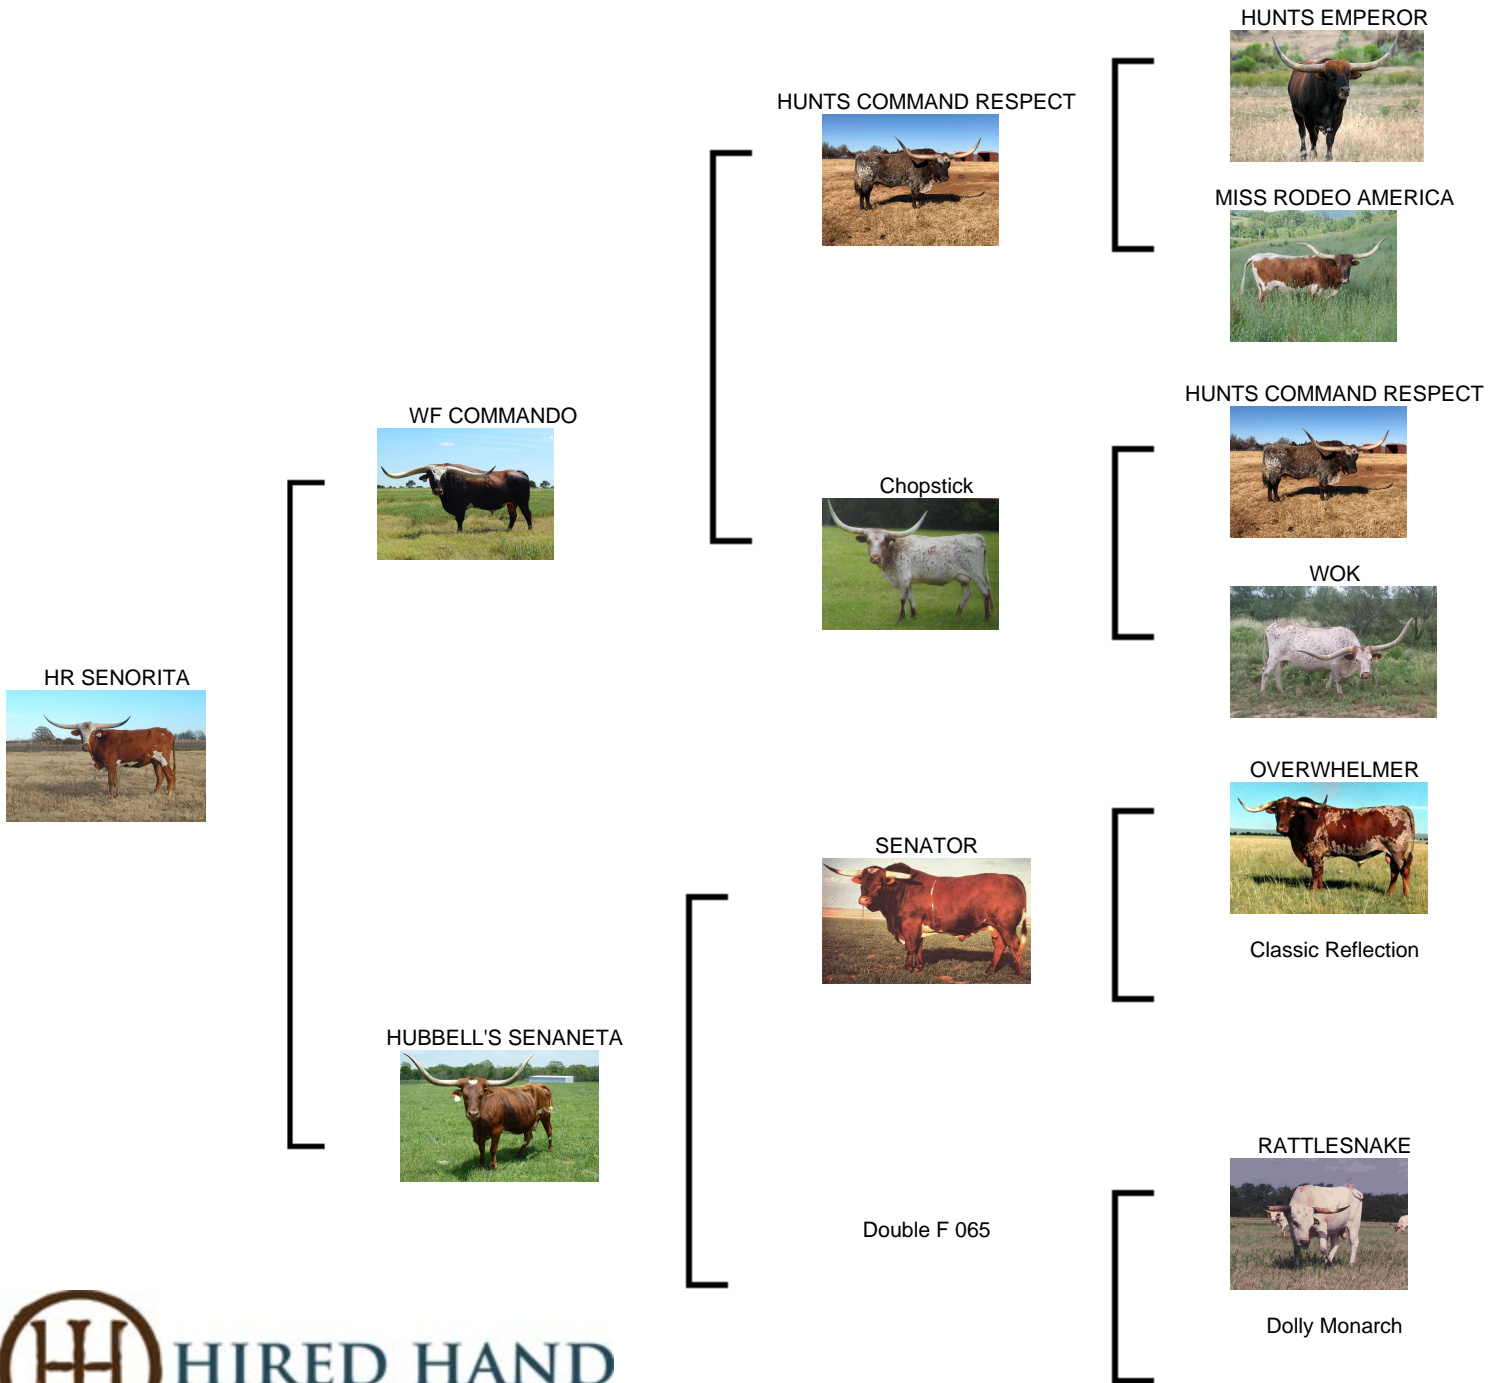 HUNTS EMPEROR
HUNTS COMMAND RESPECT
MISS RODEO AMERICA
HUNTS COMMAND RESPECT
WF COMMANDO
Chopstick
WOK
HR SENORITA
OVERWHELMER
SENATOR
Classic Reflection
HUBBELL'S SENANETA
RATTLESNAKE
Double F 065
Dolly Monarch
HIRED HAND